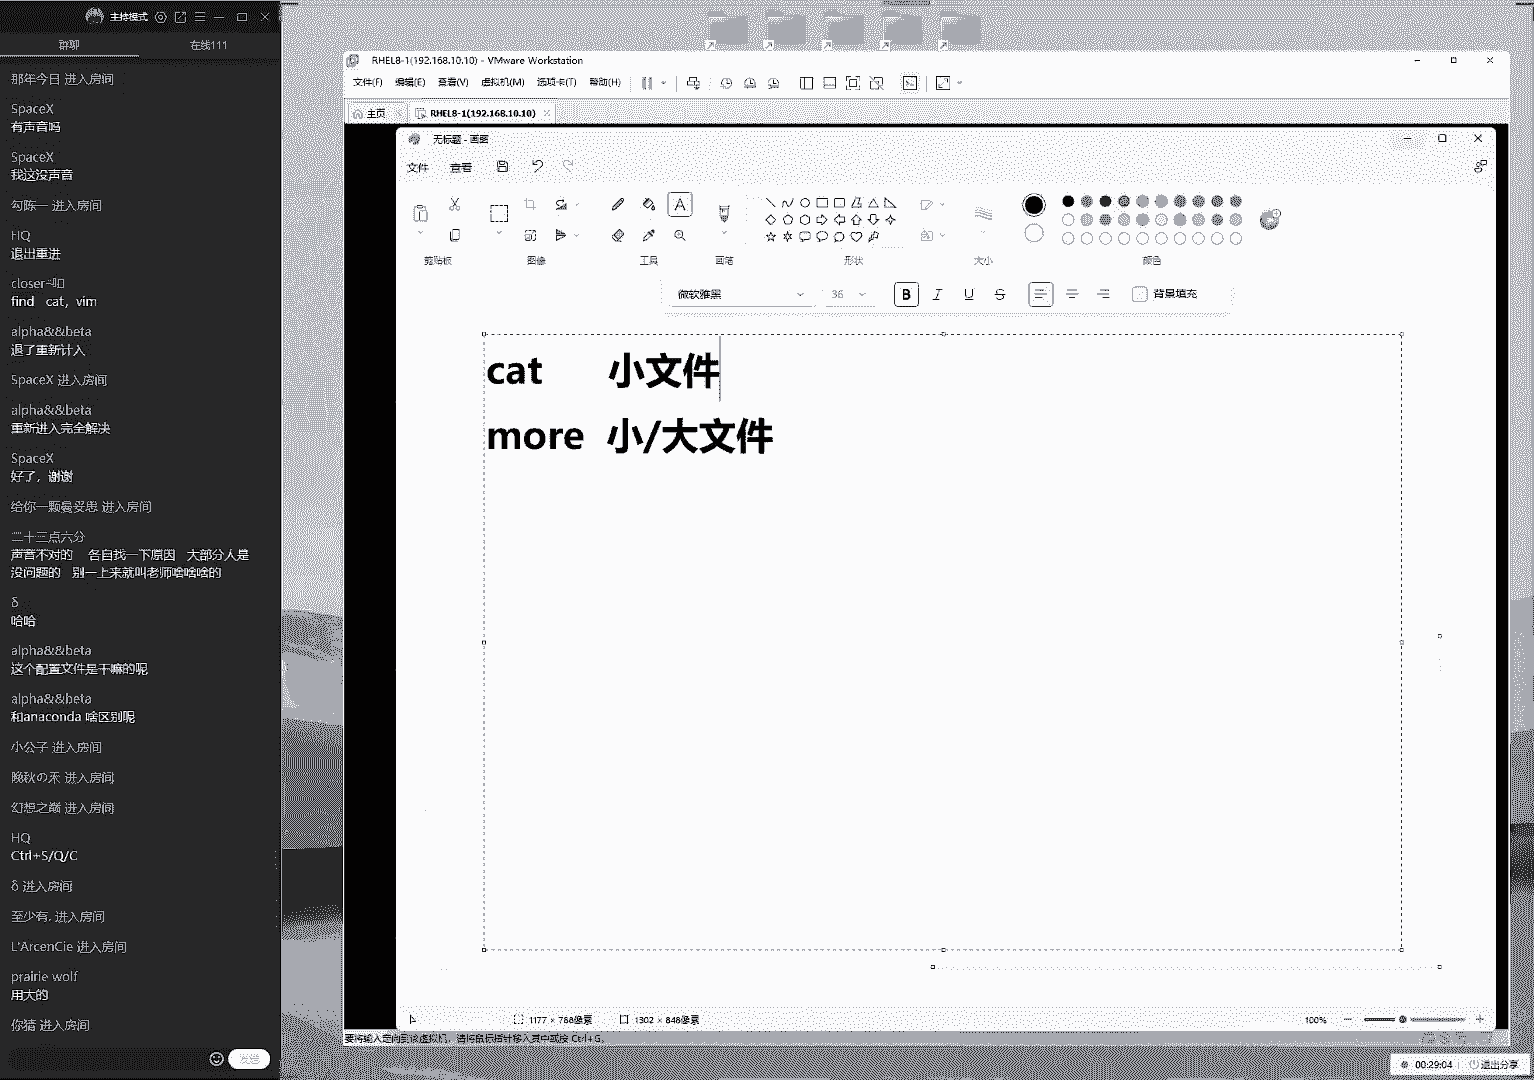 主持模式
群聊 在线111
那年今日 进入房间
SpaceX
有声音吗
SpaceX
我这没声音
勾陈一 进入房间
HQ
退出重进
closer~
find cat，vim
alpha&&beta
退了重新计入
SpaceX 进入房间
alpha&&beta
重新进入完全解决
SpaceX
好了，谢谢
给你一颗 进入房间
二十三点六分
声音不对的 各自找一下原因 大部分人是
没问题的 别一上来就叫老师啥啥啥的
δ
哈哈
alpha&&beta
这个配置文件是干嘛的呢
alpha&&beta
和anaconda 啥区别呢
小公子 进入房间
晚秋の禾 进入房间
幻想之巅 进入房间
HQ
Ctrl+S/Q/C
δ 进入房间
至少有. 进入房间
L'ArcenCie 进入房间
prairie wolf
用大的
你猜 进入房间
发送
RHEL8-1(192.168.10.10) - VMware Workstation
文件(F) 编辑(E) 查看(V) 虚拟机(M) 选项卡(T) 帮助(H)
主页 RHEL8-1(192.168.10.10)
无标题 - 画图
文件 查看
剪贴板 图像 工具 画笔 形状 大小 颜色
微软雅黑 36 B I U S 背景填充
cat 小文件
more 小/大文件
1177 × 788像素 1302 × 848像素 100%
要将输入定向到该虚拟机，请将鼠标指针移入其中或按 Ctrl+G。
00:29:04 退出分享